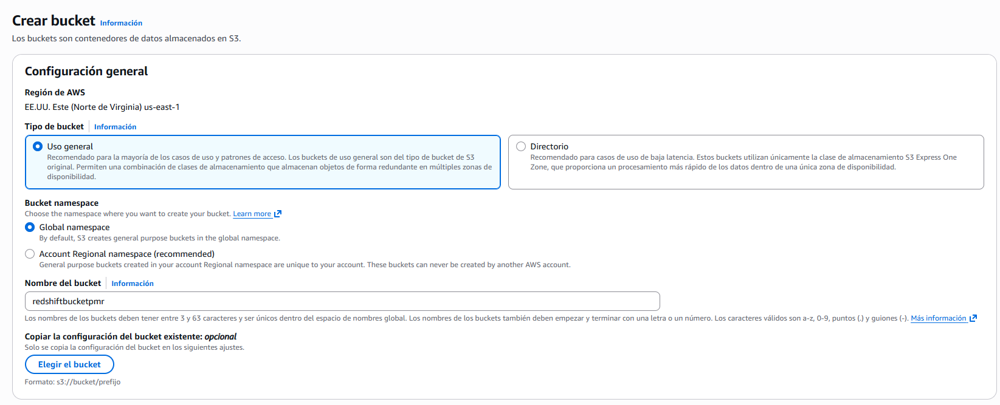 Crear bucket Información
Los buckets son contenedores de datos almacenados en S3.
Configuración general
Región de AWS
EE.UU. Este (Norte de Virginia) us-east-1
Tipo de bucket Información
Uso general
Recomendado para la mayoría de los casos de uso y patrones de acceso. Los buckets de uso general son del tipo de bucket de S3
original. Permiten una combinación de clases de almacenamiento que almacenan objetos de forma redundante en múltiples zonas de
disponibilidad.
Directorio
Recomendado para casos de uso de baja latencia. Estos buckets utilizan únicamente la clase de almacenamiento S3 Express One
Zone, que proporciona un procesamiento más rápido de los datos dentro de una única zona de disponibilidad.
Bucket namespace
Choose the namespace where you want to create your bucket. Learn more
Global namespace
By default, S3 creates general purpose buckets in the global namespace.
Account Regional namespace (recommended)
General purpose buckets created in your account Regional namespace are unique to your account. These buckets can never be created by another AWS account.
Nombre del bucket Información
redshiftbucketpmr
Los nombres de los buckets deben tener entre 3 y 63 caracteres y ser únicos dentro del espacio de nombres global. Los nombres de los buckets también deben empezar y terminar con una letra o un número. Los caracteres válidos son a-z, 0-9, puntos (.) y guiones (-). Más información
Copiar la configuración del bucket existente: opcional
Solo se copia la configuración del bucket en los siguientes ajustes.
Elegir el bucket
Formato: s3://bucket/prefijo